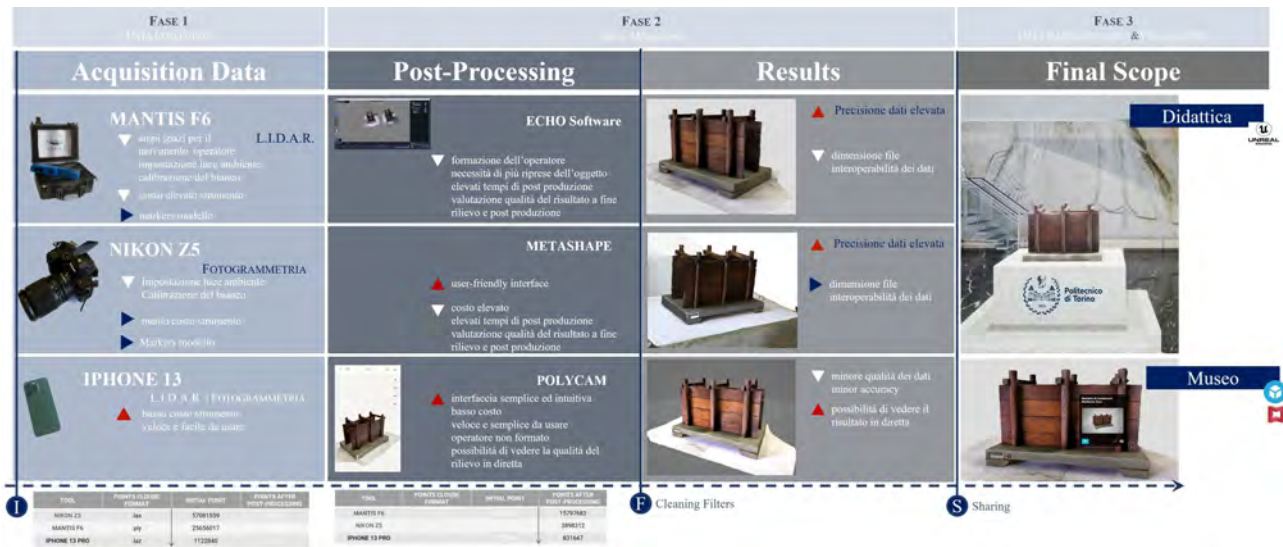 FASE 1
FASE 2
FASE 3
&
Acquisition Data
Post-Processing
Results
Final Scope
MANTIS F6
L.I.D.A.R.
ampi spazi per il
movimento operatore
impostazione luce ambiente
calibrazione del bianco
costo elevato strumento
markers modello
ECHO Software
formazione dell'operatore
necessità di più riprese dell'oggetto
elevati tempi di post produzione
valutazione qualità del risultato a fine
rilievo e post produzione
Precisione dati elevata
dimensione file
interoperabilità dei dati
Didattica
UNREAL
NIKON Z5
FOTOGRAMMETRIA
Impostazione luce ambiente
Calibrazione del bianco
medio costo strumento
Markers modello
METASHAPE
user-friendly interface
costo elevato
elevati tempi di post produzione
valutazione qualità del risultato a fine
rilievo e post produzione
Precisione dati elevata
dimensione file
interoperabilità dei dati
Politecnico
di Torino
IPHONE 13
L.I.D.A.R. | FOTOGRAMMETRIA
basso costo strumento
veloce e facile da usare
POLYCAM
interfaccia semplice ed intuitiva
basso costo
veloce e semplice da usare
operatore non formato
possibilità di vedere la qualità del
rilievo in diretta
minore qualità dei dati
minor accuracy
possibilità di vedere il
risultato in diretta
Museo
I
F
Cleaning Filters
S
Sharing
TOOL POINTS CLOUDE FORMAT INITIAL POINT POINTS AFTER POST-PROCESSING
NIKON Z5 .las 57081559
MANTIS F6 .ply 25656017
IPHONE 13 PRO .laz 1122840
TOOL POINTS CLOUDE FORMAT INITIAL POINT POINTS AFTER POST-PROCESSING
MANTIS F6 15797683
NIKON Z5 3898312
IPHONE 13 PRO 831647